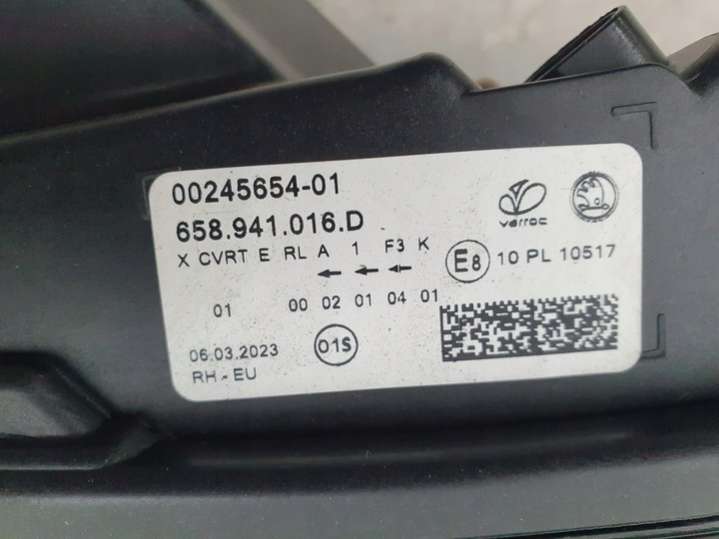 00245654-01
658.941.016.D
varroc
X CVRT E RL A 1 F3 K
E8 10 PL 10517
01 00 02 01 04 01
06.03.2023 01S
RH - EU